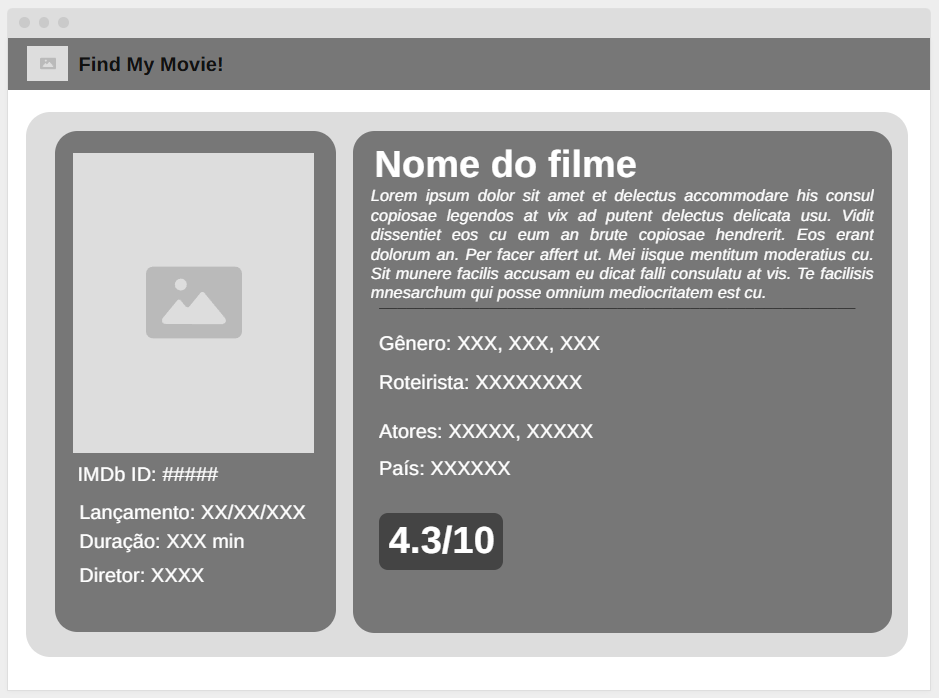 Find My Movie!
IMDb ID: #####
Lançamento: XX/XX/XXX
Duração: XXX min
Diretor: XXXX
Nome do filme
Lorem ipsum dolor sit amet et delectus accommodare his consul
copiosae legendos at vix ad putent delectus delicata usu. Vidit
dissentiet eos cu eum an brute copiosae hendrerit. Eos erant
dolorum an. Per facer affert ut. Mei iisque mentitum moderatius cu.
Sit munere facilis accusam eu dicat falli consulatu at vis. Te facilisis
mnesarchum qui posse omnium mediocritatem est cu.
Gênero: XXX, XXX, XXX
Roteirista: XXXXXXXX
Atores: XXXXX, XXXXX
País: XXXXXX
4.3/10